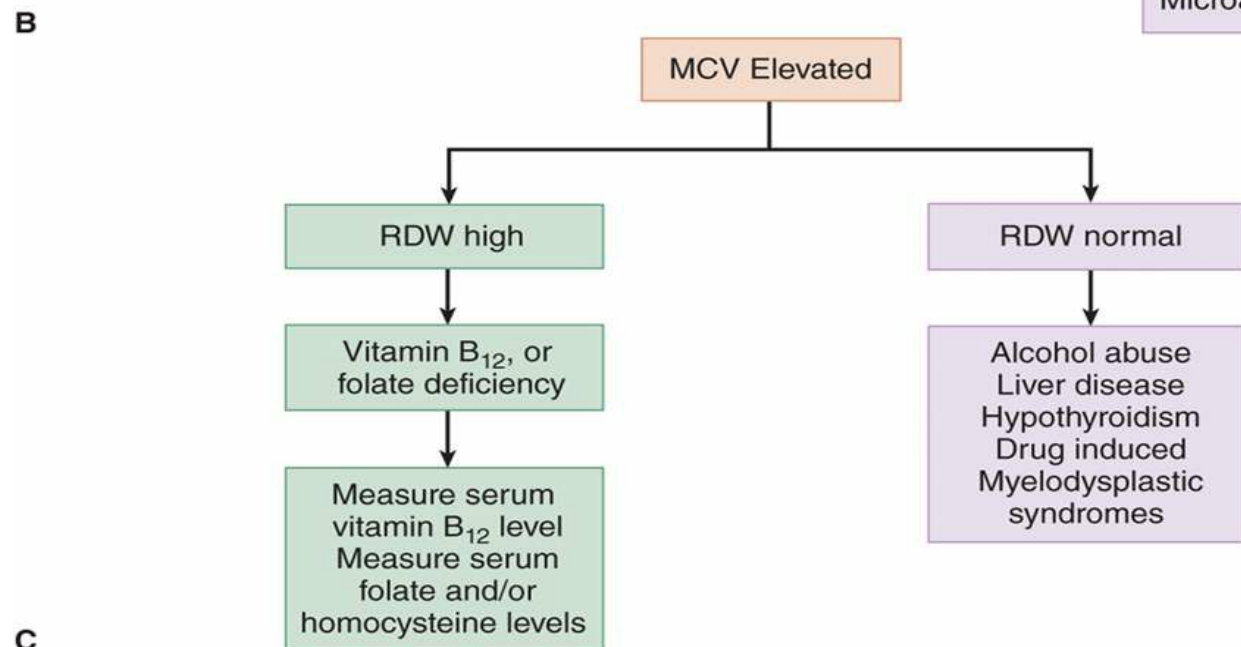 B
MCV Elevated
RDW high
RDW normal
Vitamin B12, or
folate deficiency
Alcohol abuse
Liver disease
Hypothyroidism
Drug induced
Myelodysplastic
syndromes
Measure serum
vitamin B12 level
Measure serum
folate and/or
homocysteine levels
C